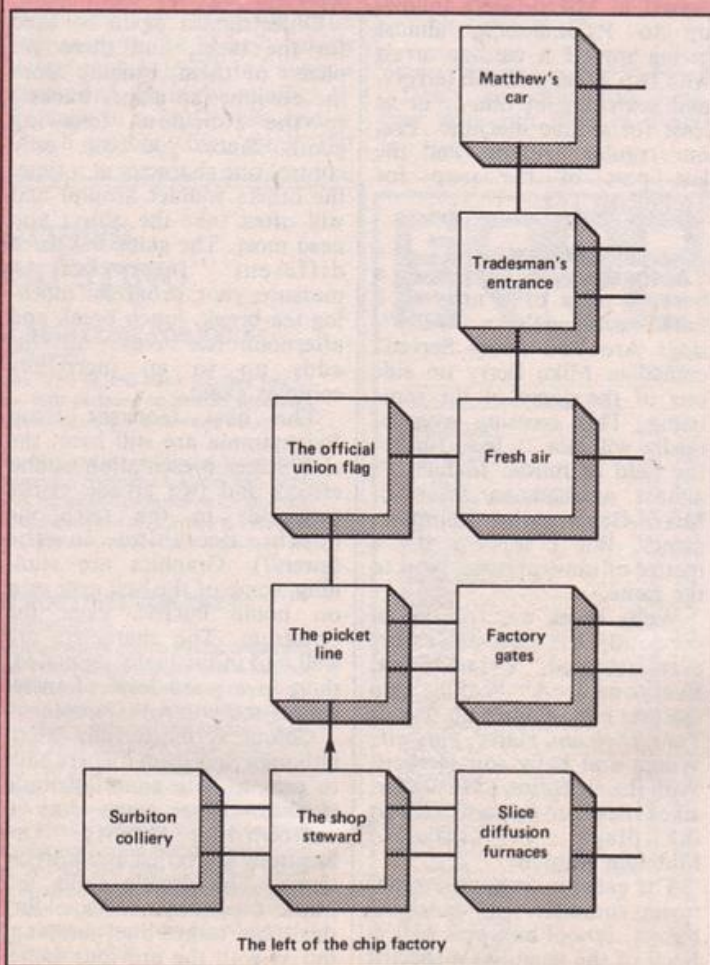 Matthew's
car
Tradesman's
entrance
The official
union flag
Fresh air
The picket
line
Factory
gates
Surbiton
colliery
The shop
steward
Slice
diffusion
furnaces
The left of the chip factory